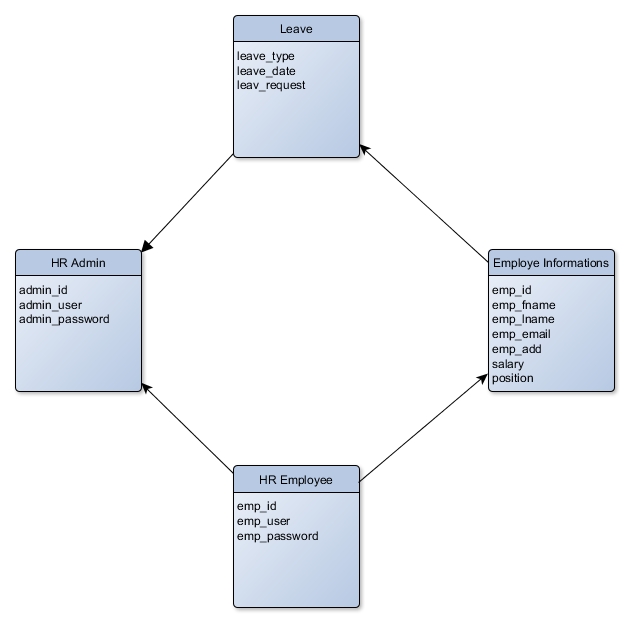 Leave
leave_type
leave_date
leav_request
HR Admin
admin_id
admin_user
admin_password
Employe Informations
emp_id
emp_fname
emp_lname
emp_email
emp_add
salary
position
HR Employee
emp_id
emp_user
emp_password